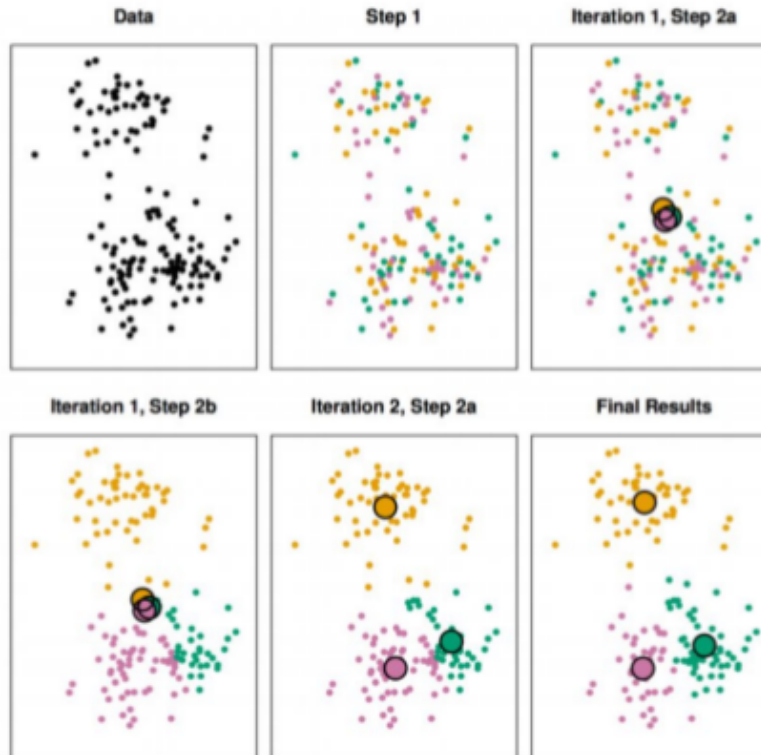 Data
Step 1
Iteration 1, Step 2a
Iteration 1, Step 2b
Iteration 2, Step 2a
Final Results